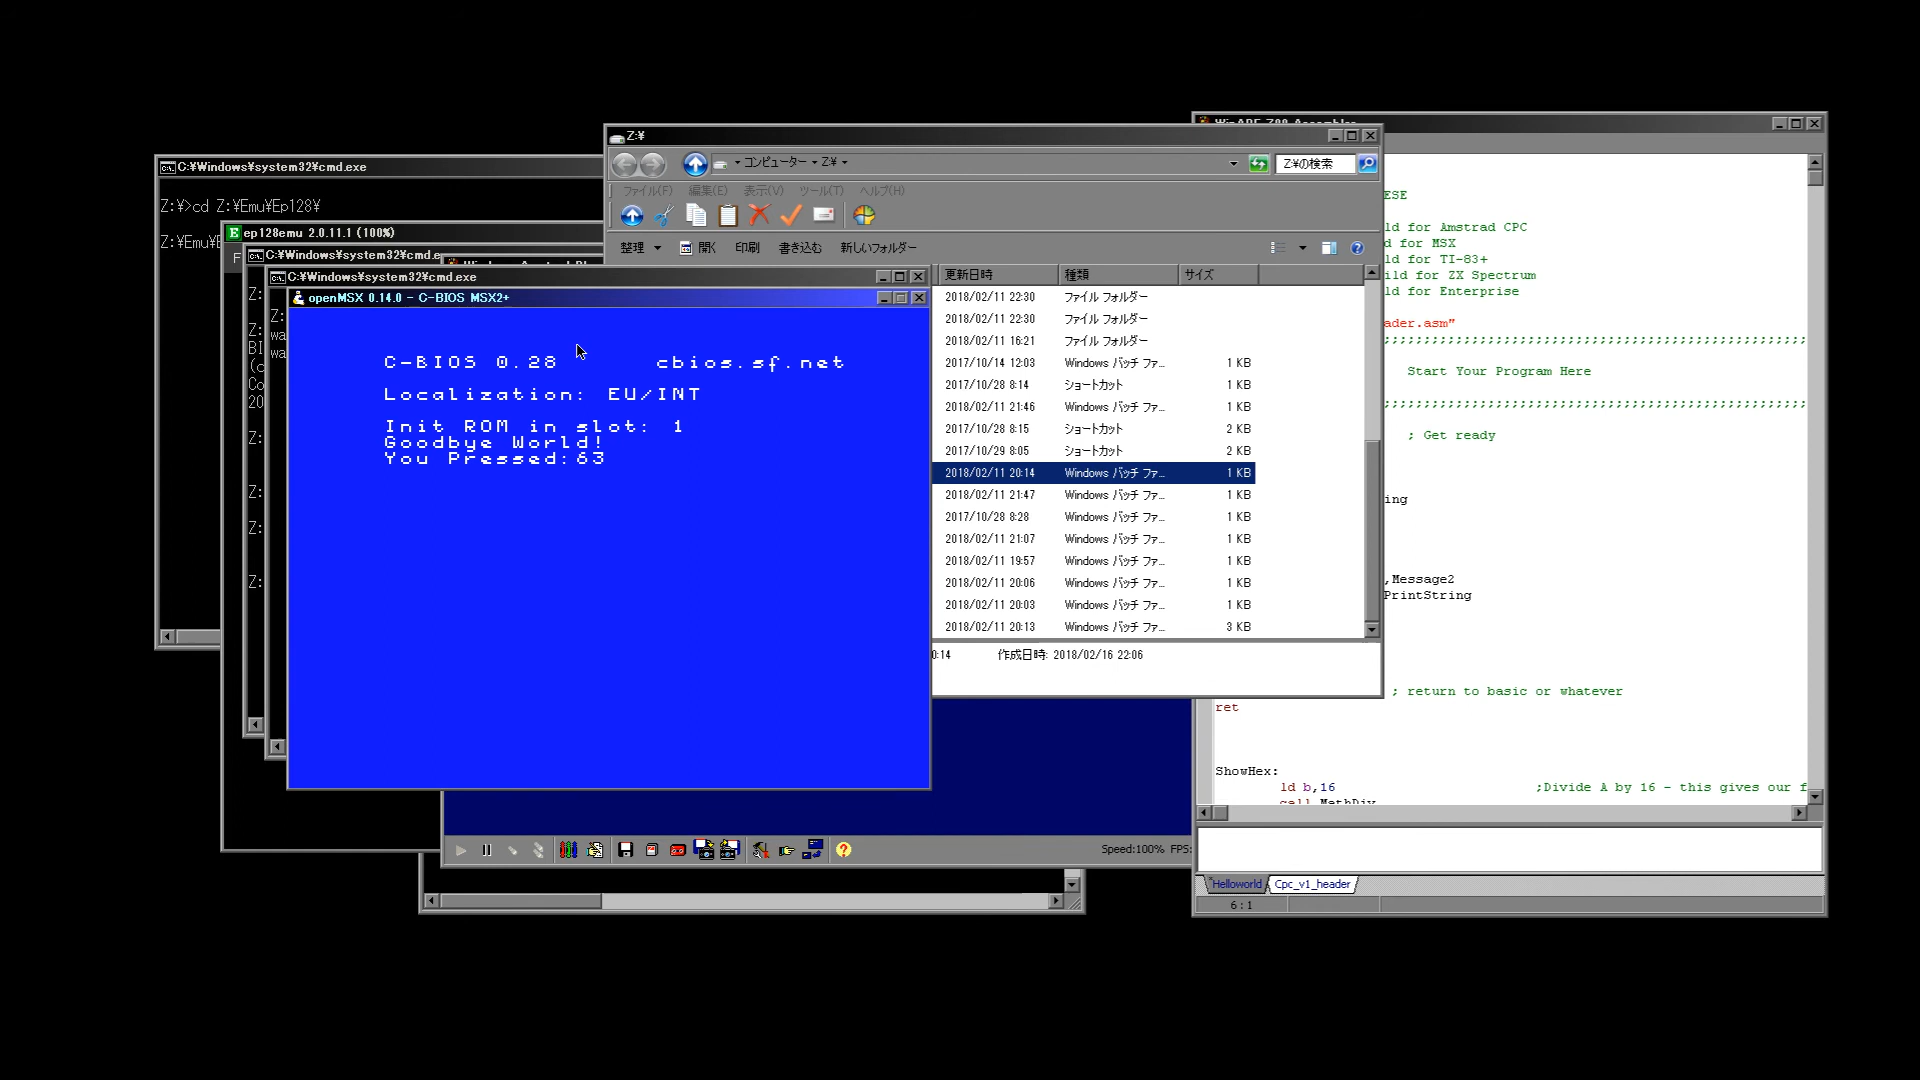 C:¥Windows¥system32¥cmd.exe
Z:¥>cd Z:¥Emu¥Ep128¥
Z:¥Emu¥E
ep128emu 2.0.11.1 (100%)
F
C:¥Windows¥system32¥cmd.e
Z:
Z:
BI
(c
Co
20
Z:
Z:
Z:
Z:
C:¥Windows¥system32¥cmd.exe
Z:
wa
wa
openMSX 0.14.0 - C-BIOS MSX2+
C-BIOS 0.28 cbios.sf.net
Localization: EU/INT
Init ROM in slot: 1
Goodbye World!
You Pressed:63
Z:¥
コンピューター Z:¥
Z:¥の検索
ファイル(F) 編集(E) 表示(V) ツール(T) ヘルプ(H)
整理 開く 印刷 書き込む 新しいフォルダー
更新日時 種類 サイズ
2018/02/11 22:30 ファイル フォルダー
2018/02/11 22:30 ファイル フォルダー
2018/02/11 16:21 ファイル フォルダー
2017/10/14 12:03 Windows バッチ ファ... 1 KB
2017/10/28 8:14 ショートカット 1 KB
2018/02/11 21:46 Windows バッチ ファ... 1 KB
2017/10/28 8:15 ショートカット 2 KB
2017/10/29 8:05 ショートカット 2 KB
2018/02/11 20:14 Windows バッチ ファ... 1 KB
2018/02/11 21:47 Windows バッチ ファ... 1 KB
2017/10/28 8:28 Windows バッチ ファ... 1 KB
2018/02/11 21:07 Windows バッチ ファ... 1 KB
2018/02/11 19:57 Windows バッチ ファ... 1 KB
2018/02/11 20:06 Windows バッチ ファ... 1 KB
2018/02/11 20:03 Windows バッチ ファ... 1 KB
2018/02/11 20:13 Windows バッチ ファ... 3 KB
0:14 作成日時: 2018/02/16 22:06
Speed:100% FPS:
WinAPE Z80 Assembler
ESE
ld for Amstrad CPC
d for MSX
ld for TI-83+
ild for ZX Spectrum
ld for Enterprise
ader.asm"
;;;;;;;;;;;;;;;;;;;;;;;;;;;;;;;;;;;;;;;;;;;;;;;;;;;;;
Start Your Program Here
;;;;;;;;;;;;;;;;;;;;;;;;;;;;;;;;;;;;;;;;;;;;;;;;;;;;;
; Get ready
ing
,Message2
PrintString
; return to basic or whatever
ret
ShowHex:
ld b,16 ;Divide A by 16 - this gives our f
call MathDiv
*Helloworld Cpc_v1_header
6:1